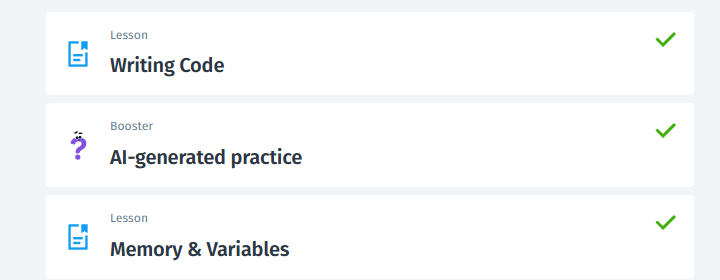 Lesson
Writing Code
Booster
AI-generated practice
Lesson
Memory & Variables